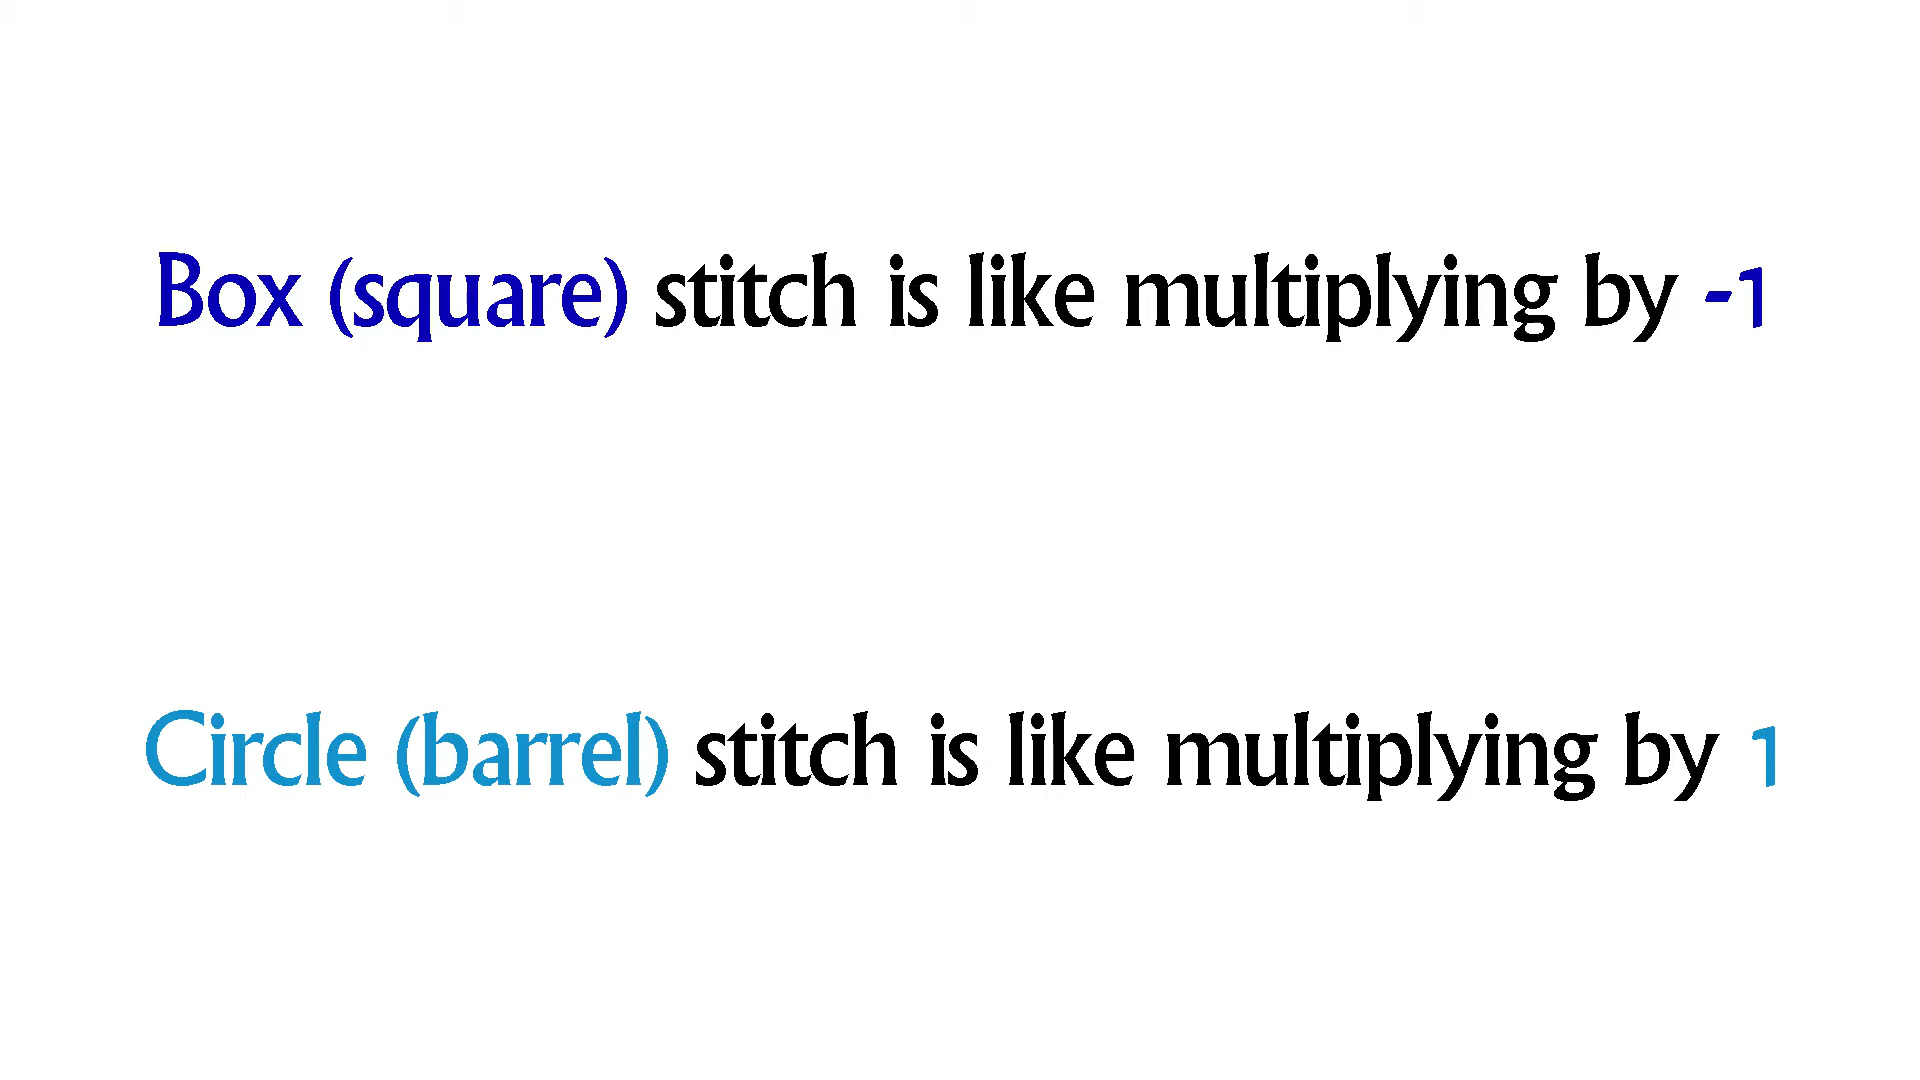 Box (square) stitch is like multiplying by -1
Circle (barrel) stitch is like multiplying by 1